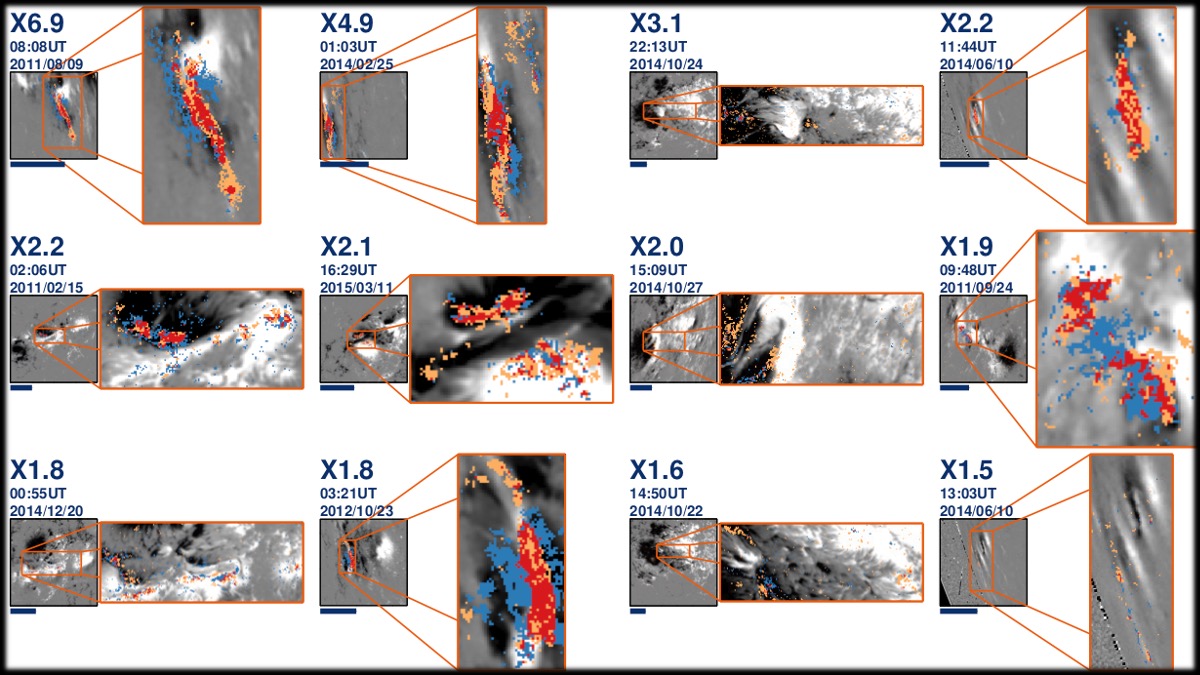 X6.9
08:08UT
2011/08/09
X4.9
01:03UT
2014/02/25
X3.1
22:13UT
2014/10/24
X2.2
11:44UT
2014/06/10
X2.2
02:06UT
2011/02/15
X2.1
16:29UT
2015/03/11
X2.0
15:09UT
2014/10/27
X1.9
09:48UT
2011/09/24
X1.8
00:55UT
2014/12/20
X1.8
03:21UT
2012/10/23
X1.6
14:50UT
2014/10/22
X1.5
13:03UT
2014/06/10